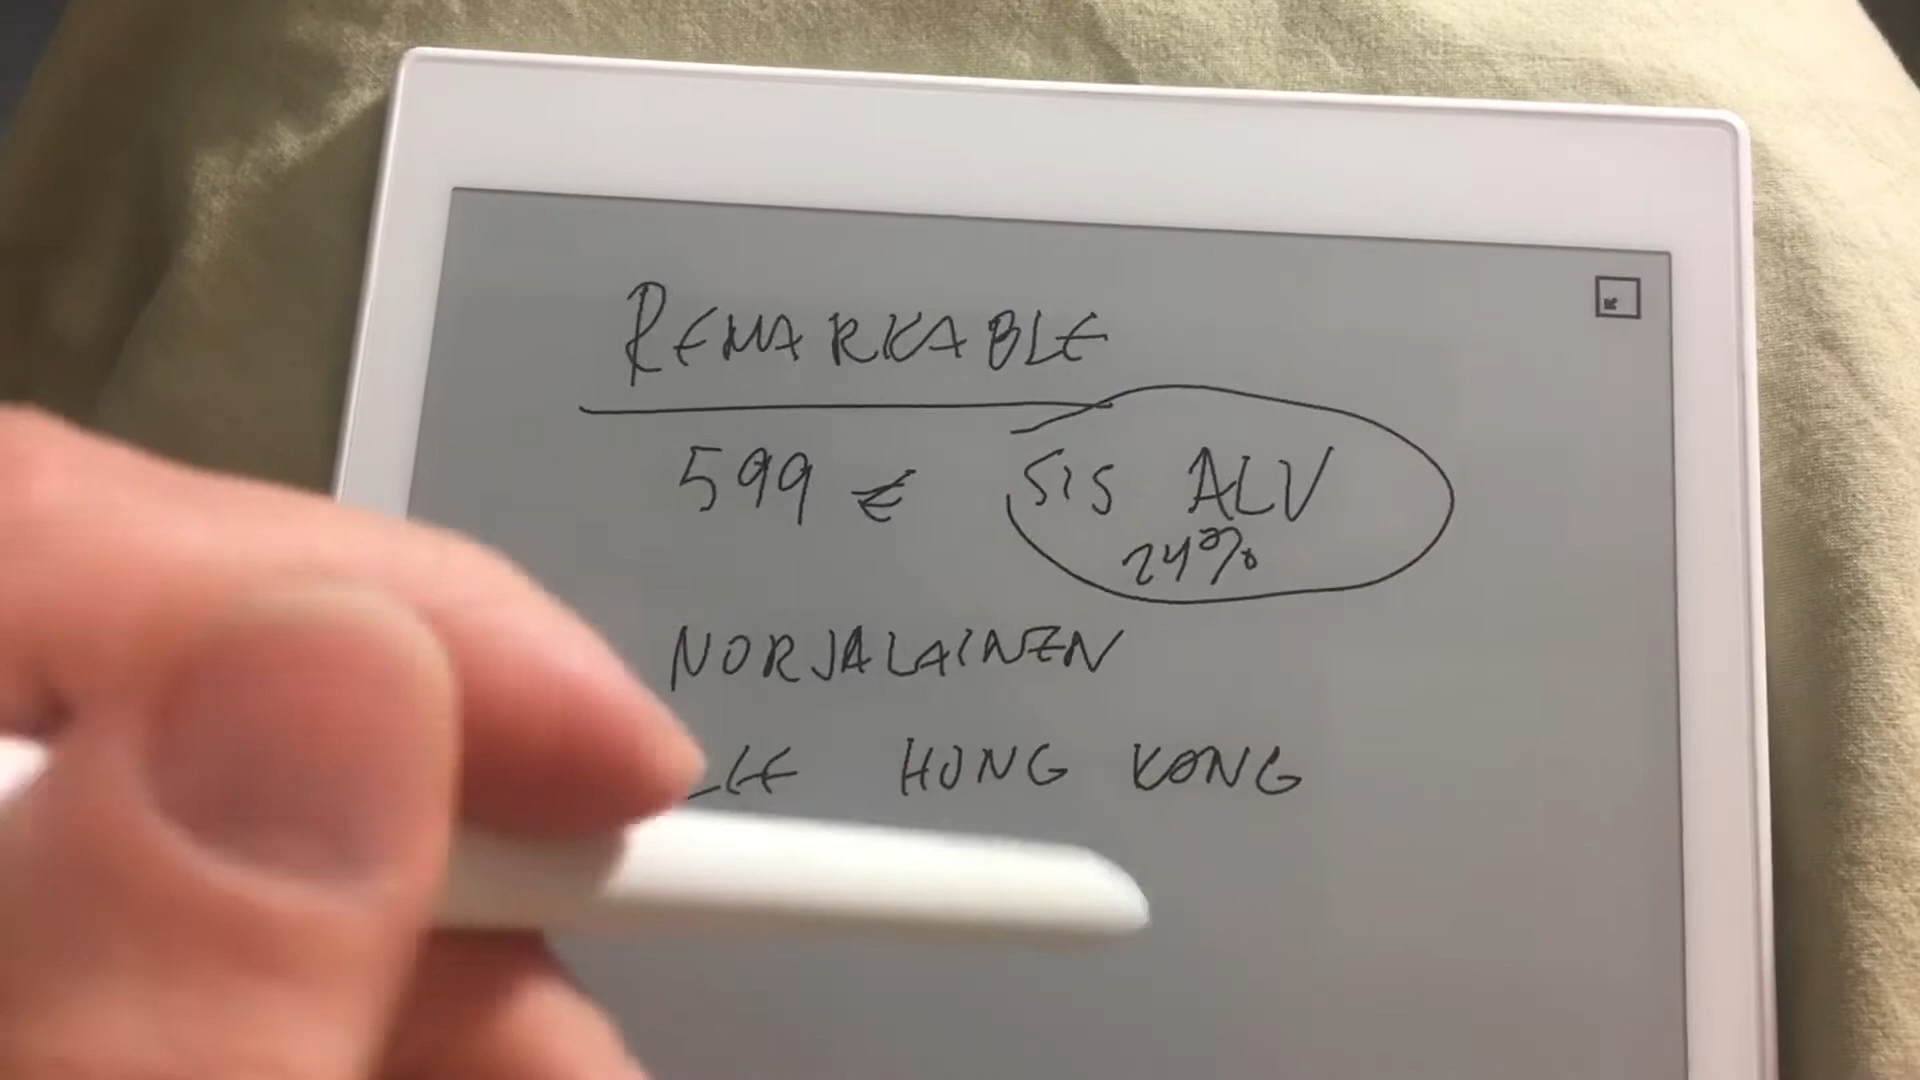 REMARKABLE
599 € SIS ALV
24%
NORJALAINEN
HONG KONG